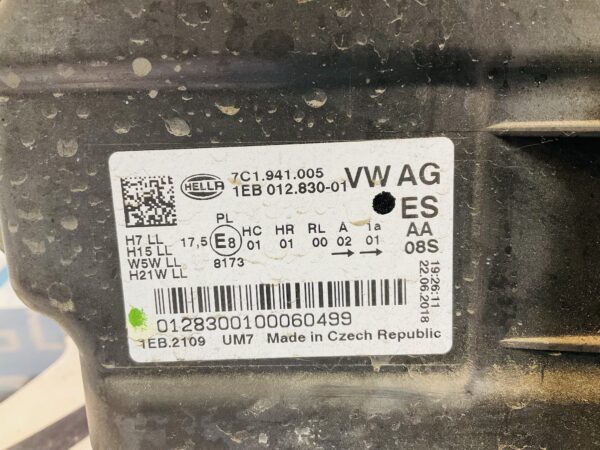 HELLA
7C1.941.005
1EB 012.830-01
VW AG
ES
AA
08S
PL
HC HR RL A 1a
17,5 E8 01 01 00 02 01
8173
H7 LL
H15 LL
W5W LL
H21W LL
19:26:11
22.06.2018
0128300100060499
1EB.2109 UM7 Made in Czech Republic